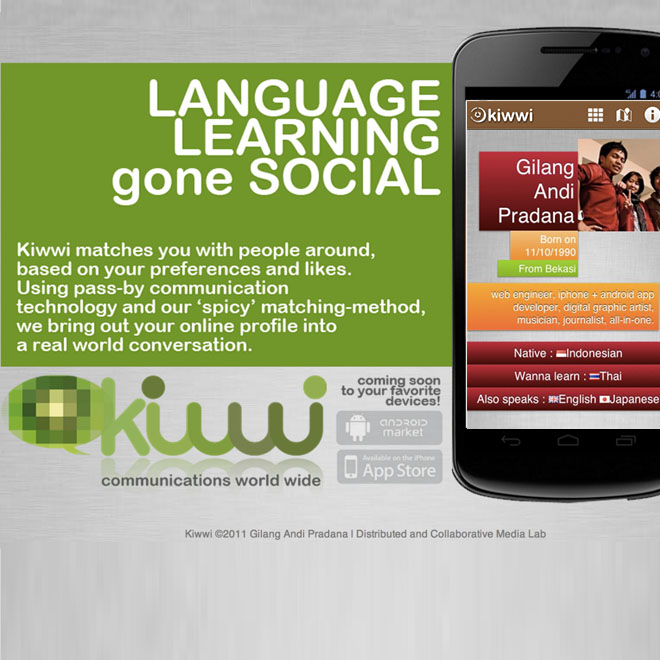 LANGUAGE
LEARNING
gone SOCIAL
Kiwwi matches you with people around,
based on your preferences and likes.
Using pass-by communication
technology and our ‘spicy’ matching-method,
we bring out your online profile into
a real world conversation.
kiwwi
communications world wide
coming soon
to your favorite
devices!
ANDROID
market
Available on the iPhone
App Store
kiwwi
Gilang
Andi
Pradana
Born on
11/10/1990
From Bekasi
web engineer, iphone + android app
developer, digital graphic artist,
musician, journalist, all-in-one.
Native : Indonesian
Wanna learn : Thai
Also speaks : English Japanese
Kiwwi ©2011 Gilang Andi Pradana | Distributed and Collaborative Media Lab